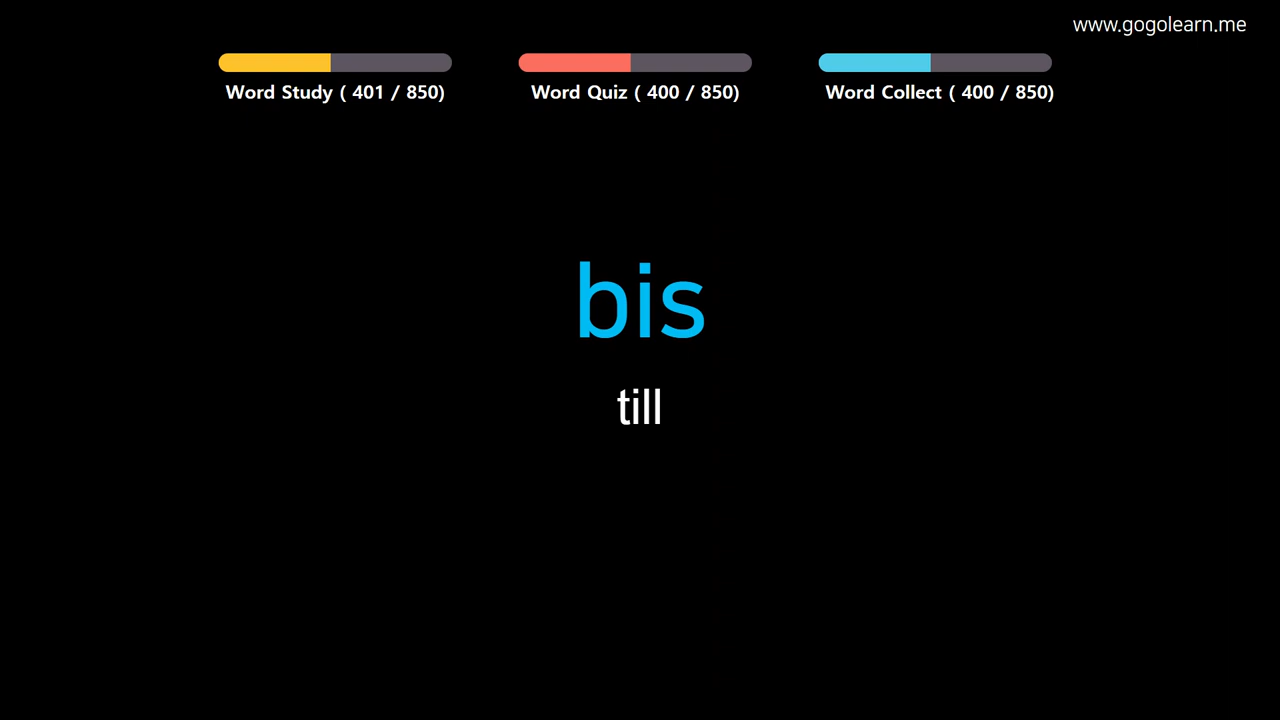 www.gogolearn.me
Word Study ( 401 / 850)
Word Quiz ( 400 / 850)
Word Collect ( 400 / 850)
bis
till